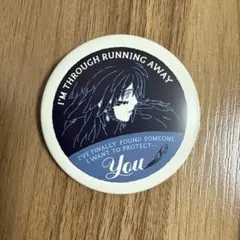 I'M THROUGH RUNNING AWAY
I'VE FINALLY FOUND SOMEONE
I WANT TO PROTECT—
You